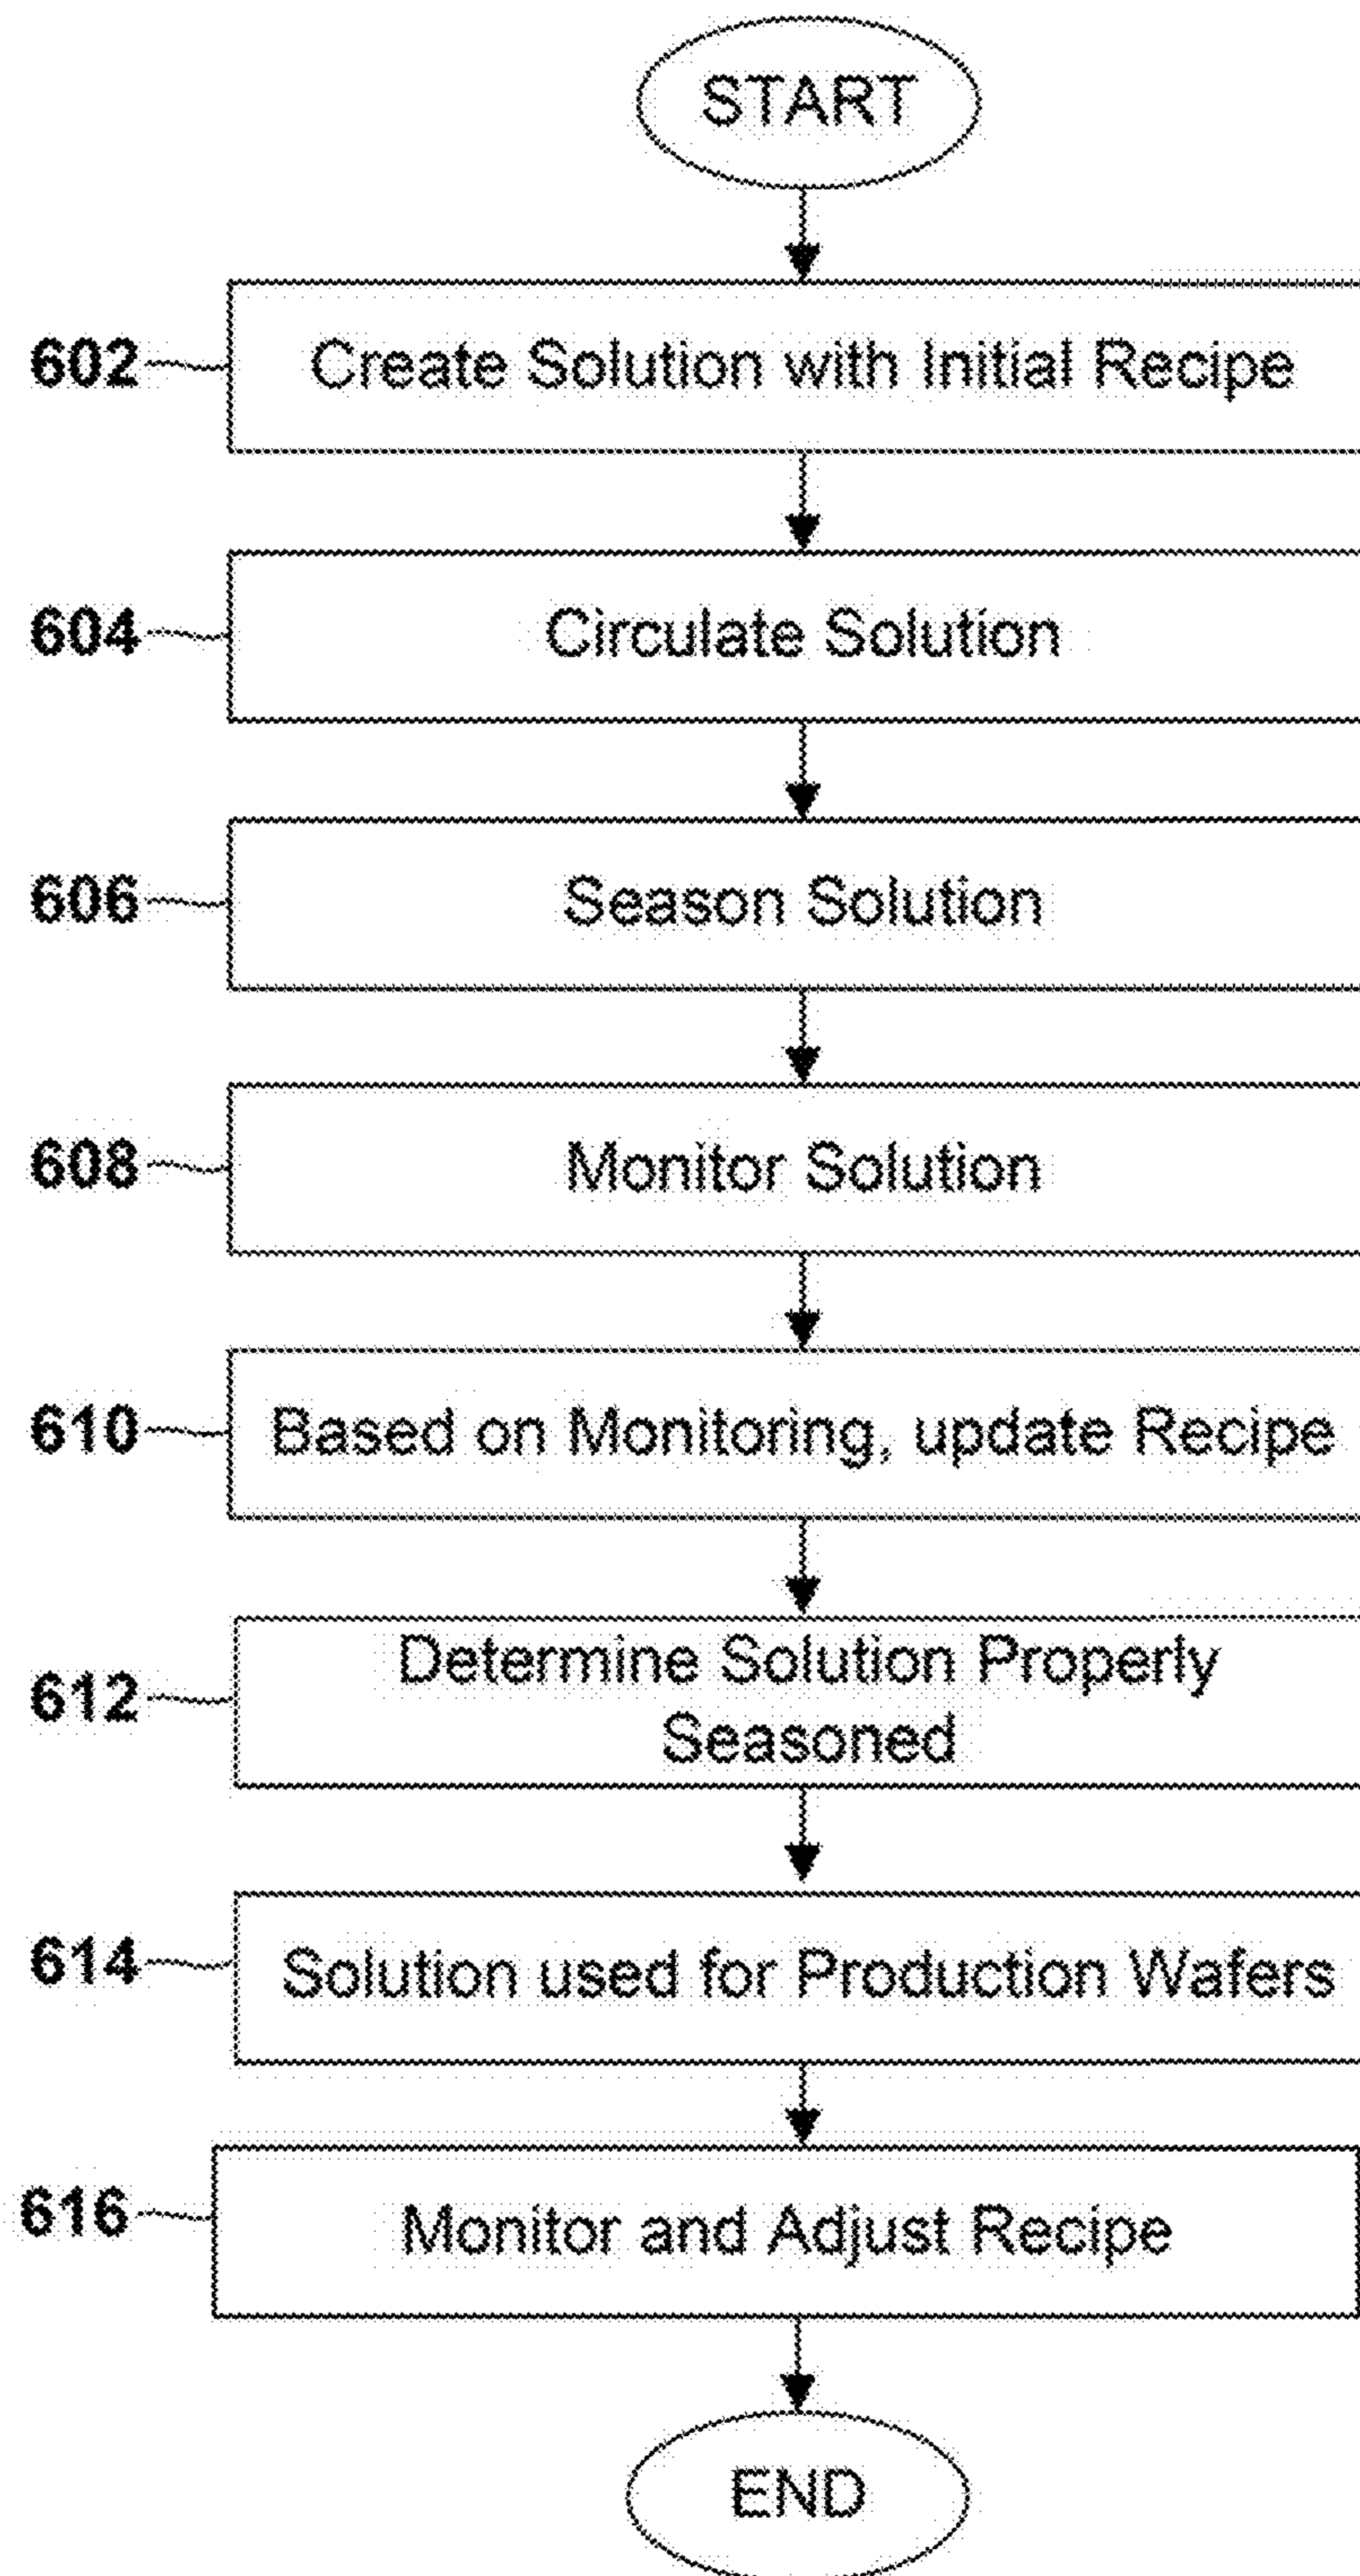 START
602 Create Solution with Initial Recipe
604 Circulate Solution
606 Season Solution
608 Monitor Solution
610 Based on Monitoring, update Recipe
612 Determine Solution Properly
Seasoned
614 Solution used for Production Wafers
616 Monitor and Adjust Recipe
END